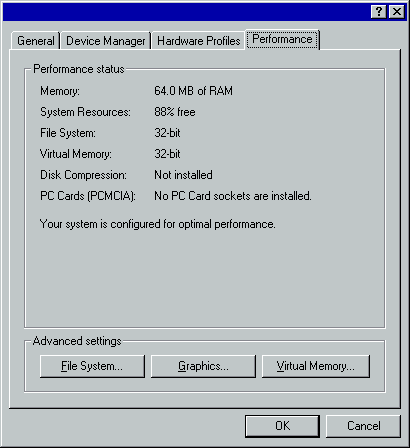 General Device Manager Hardware Profiles Performance
Performance status
Memory: 64.0 MB of RAM
System Resources: 88% free
File System: 32-bit
Virtual Memory: 32-bit
Disk Compression: Not installed
PC Cards (PCMCIA): No PC Card sockets are installed.
Your system is configured for optimal performance.
Advanced settings
File System... Graphics... Virtual Memory...
OK Cancel